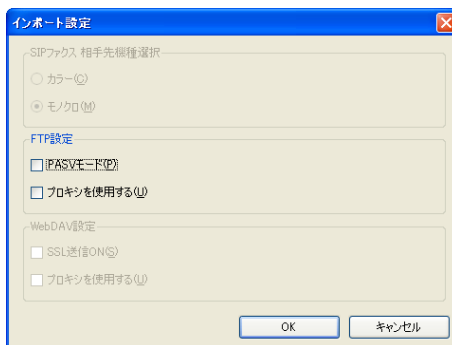 インポート設定
SIPファクス 相手先機種選択
カラー(C)
モノクロ(M)
FTP設定
PASVモード(P)
プロキシを使用する(U)
WebDAV設定
SSL送信ON(S)
プロキシを使用する(U)
OK
キャンセル